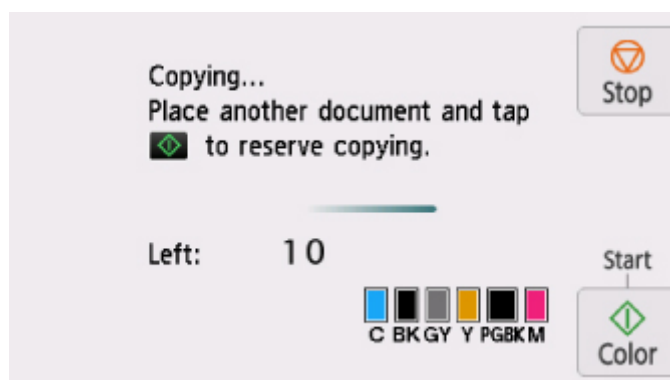 Copying...
Place another document and tap
to reserve copying.
Stop
Left: 10
C BK GY Y PGBK M
Start
Color